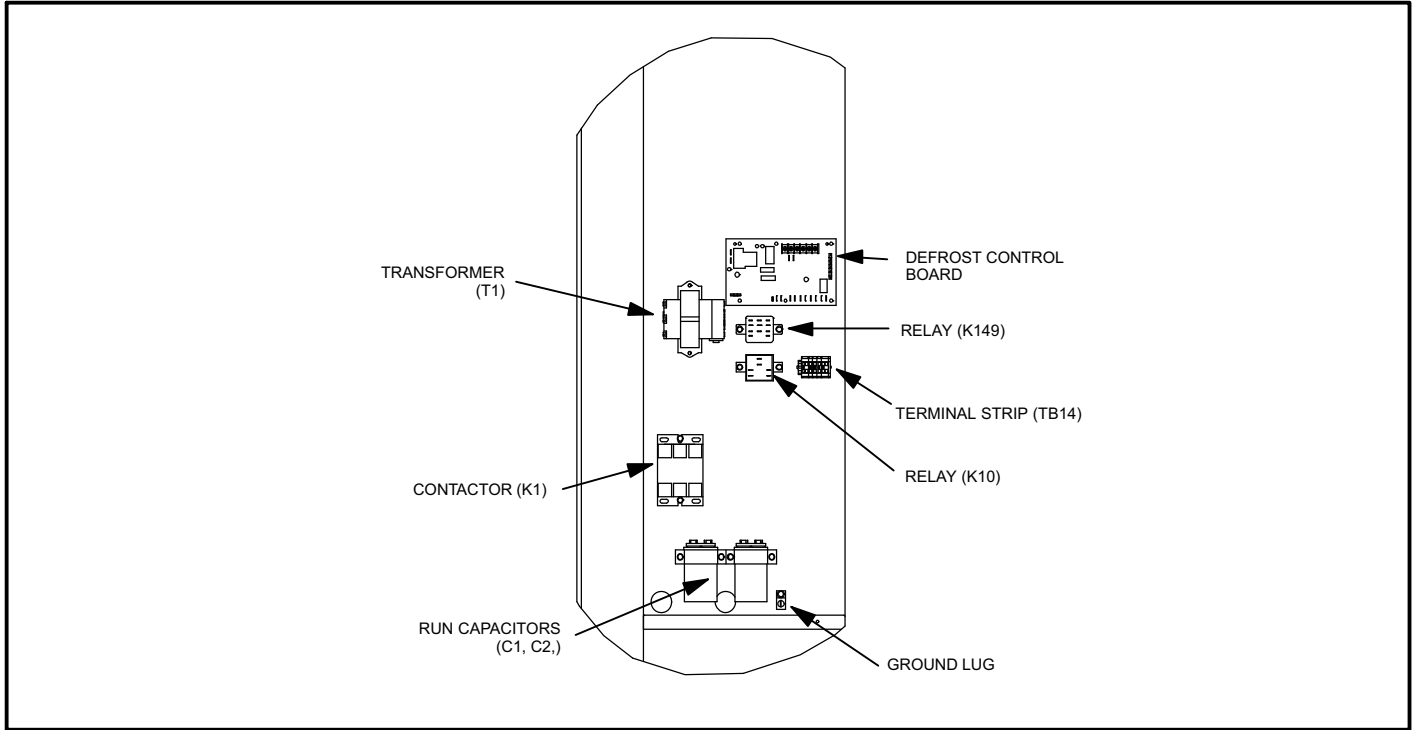 DEFROST CONTROL
BOARD
TRANSFORMER
(T1)
RELAY (K149)
TERMINAL STRIP (TB14)
RELAY (K10)
CONTACTOR (K1)
RUN CAPACITORS
(C1, C2,)
GROUND LUG